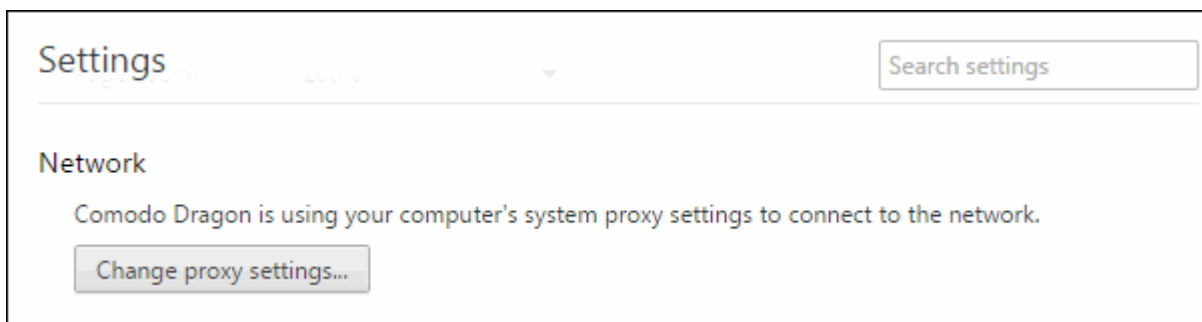 Settings
Search settings
Network
Comodo Dragon is using your computer's system proxy settings to connect to the network.
Change proxy settings...